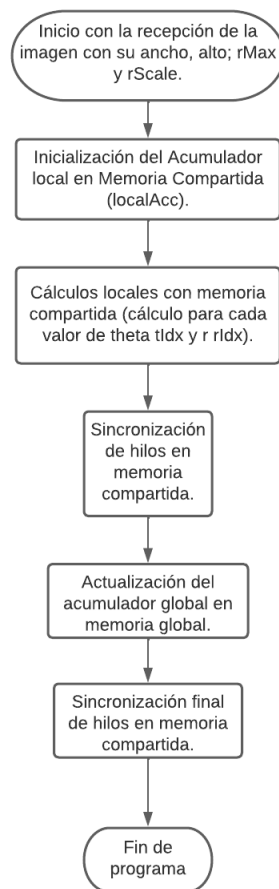 Inicio con la recepción de la
imagen con su ancho, alto; rMax
y rScale.
Inicialización del Acumulador
local en Memoria Compartida
(localAcc).
Cálculos locales con memoria
compartida (cálculo para cada
valor de theta tIdx y r rIdx).
Sincronización
de hilos en
memoria
compartida.
Actualización del
acumulador global en
memoria global.
Sincronización final
de hilos en memoria
compartida.
Fin de
programa